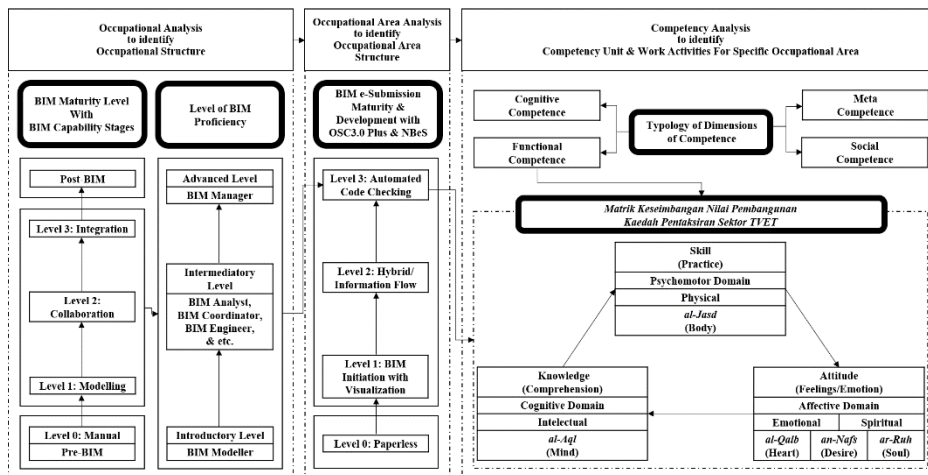 Occupational Analysis
to identify
Occupational Structure
Occupational Area Analysis
to identify
Occupational Area
Structure
Competency Analysis
to identify
Competency Unit & Work Activities For Specific Occupational Area
BIM Maturity Level
With
BIM Capability Stages
Level of BIM
Proficiency
BIM e-Submission
Maturity &
Development with
OSC3.0 Plus & NBeS
Cognitive
Competence
Functional
Competence
Typology of Dimensions
of Competence
Meta
Competence
Social
Competence
Post-BIM
Level 3: Integration
Level 2:
Collaboration
Level 1: Modelling
Level 0: Manual
Pre-BIM
Advanced Level
BIM Manager
Intermediatory
Level
BIM Analyst,
BIM Coordinator,
BIM Engineer,
& etc.
Introductory Level
BIM Modeller
Level 3: Automated
Code Checking
Level 2: Hybrid/
Information Flow
Level 1: BIM
Initiation with
Visualization
Level 0: Paperless
Matrik Keseimbangan Nilai Pembangunan
Kaedah Pentaksiran Sektor TVET
Skill
(Practice)
Psychomotor Domain
Physical
al-Jasd
(Body)
Knowledge
(Comprehension)
Cognitive Domain
Intelectual
al-Aql
(Mind)
Attitude
(Feelings/Emotion)
Affective Domain
Emotional
Spiritual
al-Qalb
(Heart)
an-Nafs
(Desire)
ar-Ruh
(Soul)